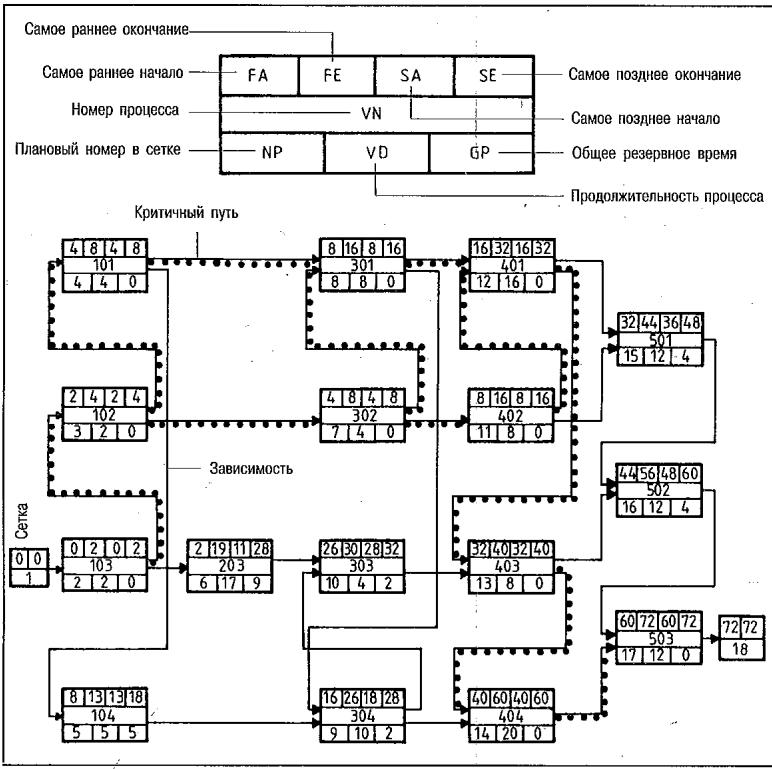 Самое раннее окончание
Самое раннее начало
FA FE SA SE
Самое позднее окончание
Номер процесса
VN
Самое позднее начало
Плановый номер в сетке
NP VD GP
Общее резервное время
Продолжительность процесса
Критичный путь
4 8 4 8
101
4 4 0
8 16 8 16
301
8 8 0
16 32 16 32
401
12 16 0
32 44 36 48
501
15 12 4
2 4 2 4
102
3 2 0
4 8 4 8
302
7 4 0
8 16 8 16
402
11 8 0
Зависимость
44 56 48 60
502
16 12 4
Сетка
0 0
1
0 2 0 2
103
2 2 0
2 19 11 28
203
6 17 9
26 30 28 32
303
10 4 2
32 40 32 40
403
13 8 0
60 72 60 72
503
17 12 0
72 72
18
8 13 13 18
104
5 5 5
16 26 18 28
304
9 10 2
40 60 40 60
404
14 20 0